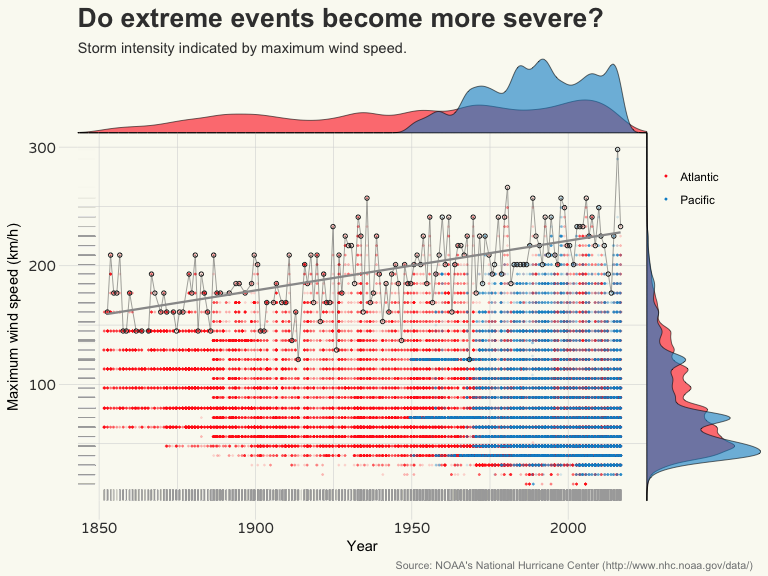 Do extreme events become more severe?
Storm intensity indicated by maximum wind speed.
300
Atlantic
Pacific
200
Maximum wind speed (km/h)
100
1850 1900 1950 2000
Year
Source: NOAA's National Hurricane Center (http://www.nhc.noaa.gov/data/)